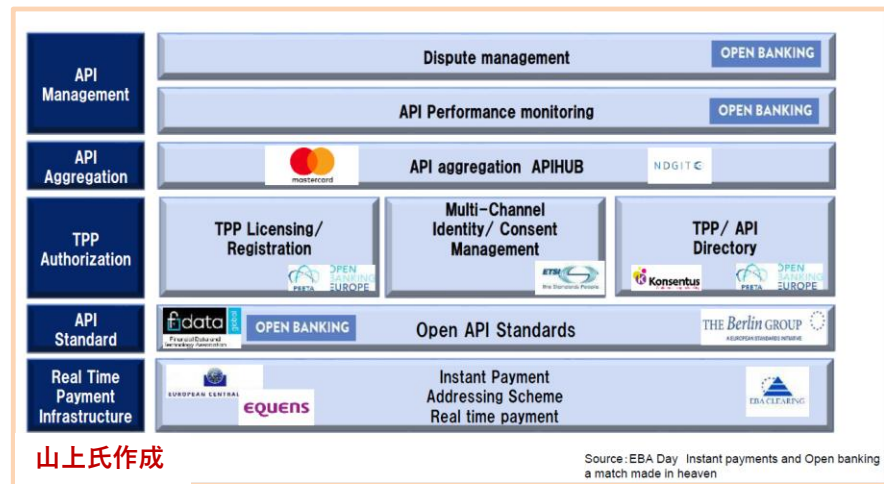 API
Management
Dispute management
OPEN BANKING
API Performance monitoring
OPEN BANKING
API
Aggregation
mastercard
API aggregation APIHUB
NDGIT
TPP
Authorization
TPP Licensing/
Registration
PRETA
OPEN
BANKING
EUROPE
Multi-Channel
Identity/ Consent
Management
ETSI
The Standards People
TPP/ API
Directory
Konsentus
PRETA
OPEN
BANKING
EUROPE
API
Standard
fdata
global
Financial Data and
Technology Association
OPEN BANKING
Open API Standards
THE Berlin GROUP
A EUROPEAN STANDARDS INITIATIVE
Real Time
Payment
Infrastructure
EUROPEAN CENTRAL
EQUENS
Instant Payment
Addressing Scheme
Real time payment
EBA CLEARING
山上氏作成
Source:EBA Day Instant payments and Open banking
a match made in heaven